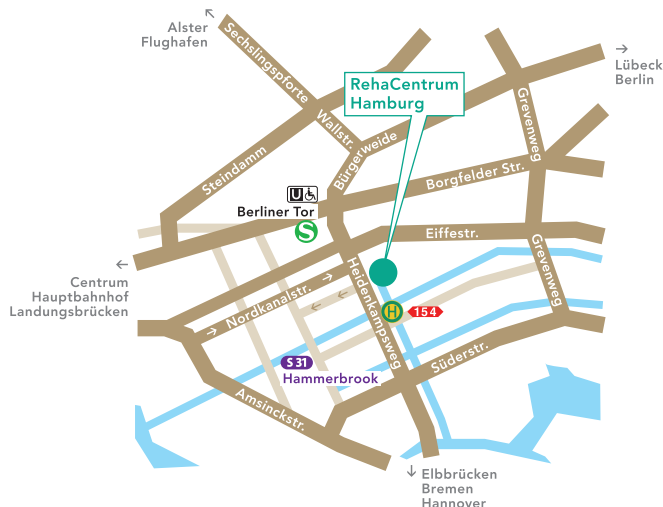 Alster
Flughafen
Sechslingspforte
Lübeck
Berlin
RehaCentrum
Hamburg
Grevenweg
Wallstr.
Bürgerweide
Steindamm
Borgfelder Str.
U
Berliner Tor
S
Eiffestr.
Centrum
Hauptbahnhof
Landungsbrücken
Nordkanalstr.
Heidenkampsweg
Grevenweg
H
154
S 31
Hammerbrook
Süderstr.
Amsinckstr.
Elbbrücken
Bremen
Hannover